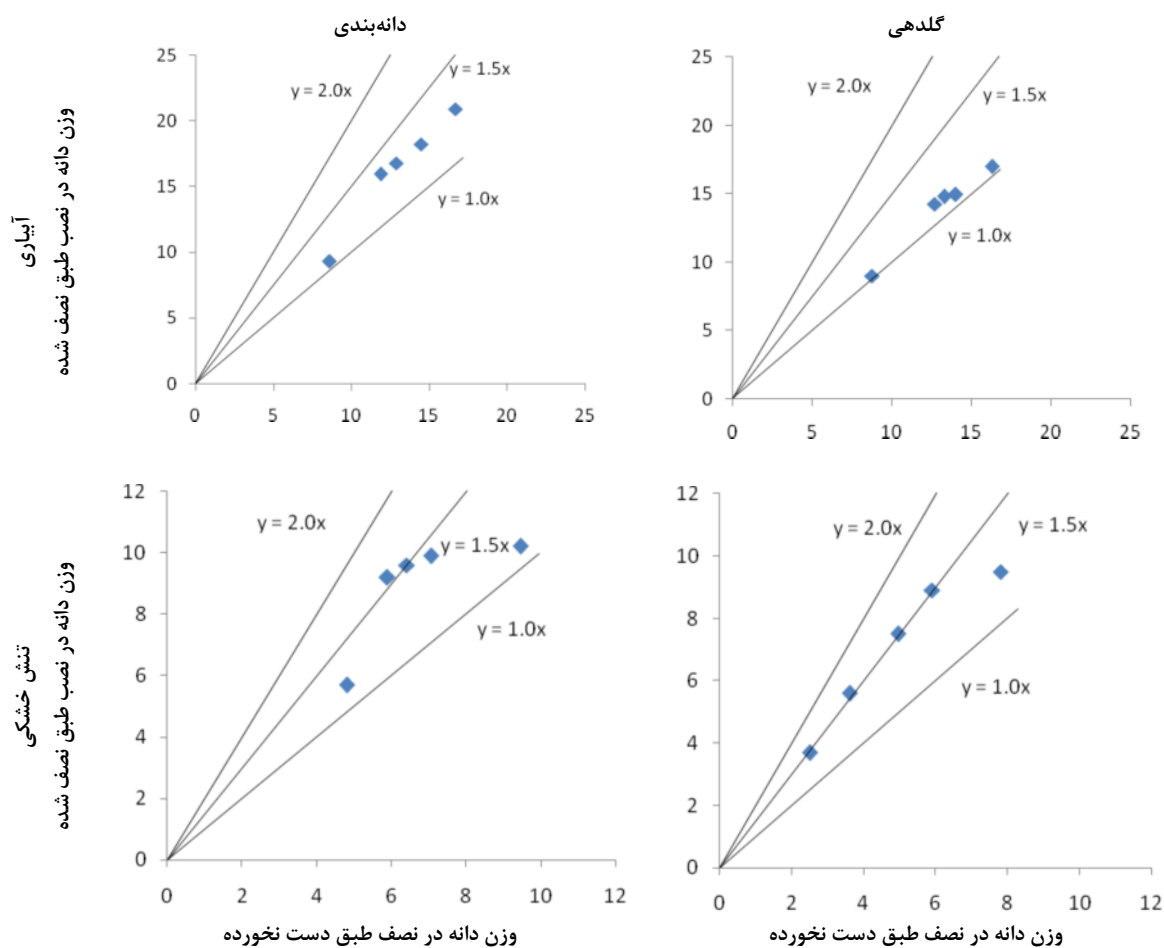 دانه‌بندی
گلدهی
آبیاری
وزن دانه در نصب طبق نصف شده
25
20
15
10
5
0
0 5 10 15 20 25
y = 2.0x
y = 1.5x
y = 1.0x
25
20
15
10
5
0
0 5 10 15 20 25
y = 2.0x
y = 1.5x
y = 1.0x
تنش خشکی
وزن دانه در نصب طبق نصف شده
12
10
8
6
4
2
0
0 2 4 6 8 10 12
y = 2.0x
y = 1.5x
y = 1.0x
وزن دانه در نصف طبق دست نخورده
12
10
8
6
4
2
0
0 2 4 6 8 10 12
y = 2.0x
y = 1.5x
y = 1.0x
وزن دانه در نصف طبق دست نخورده